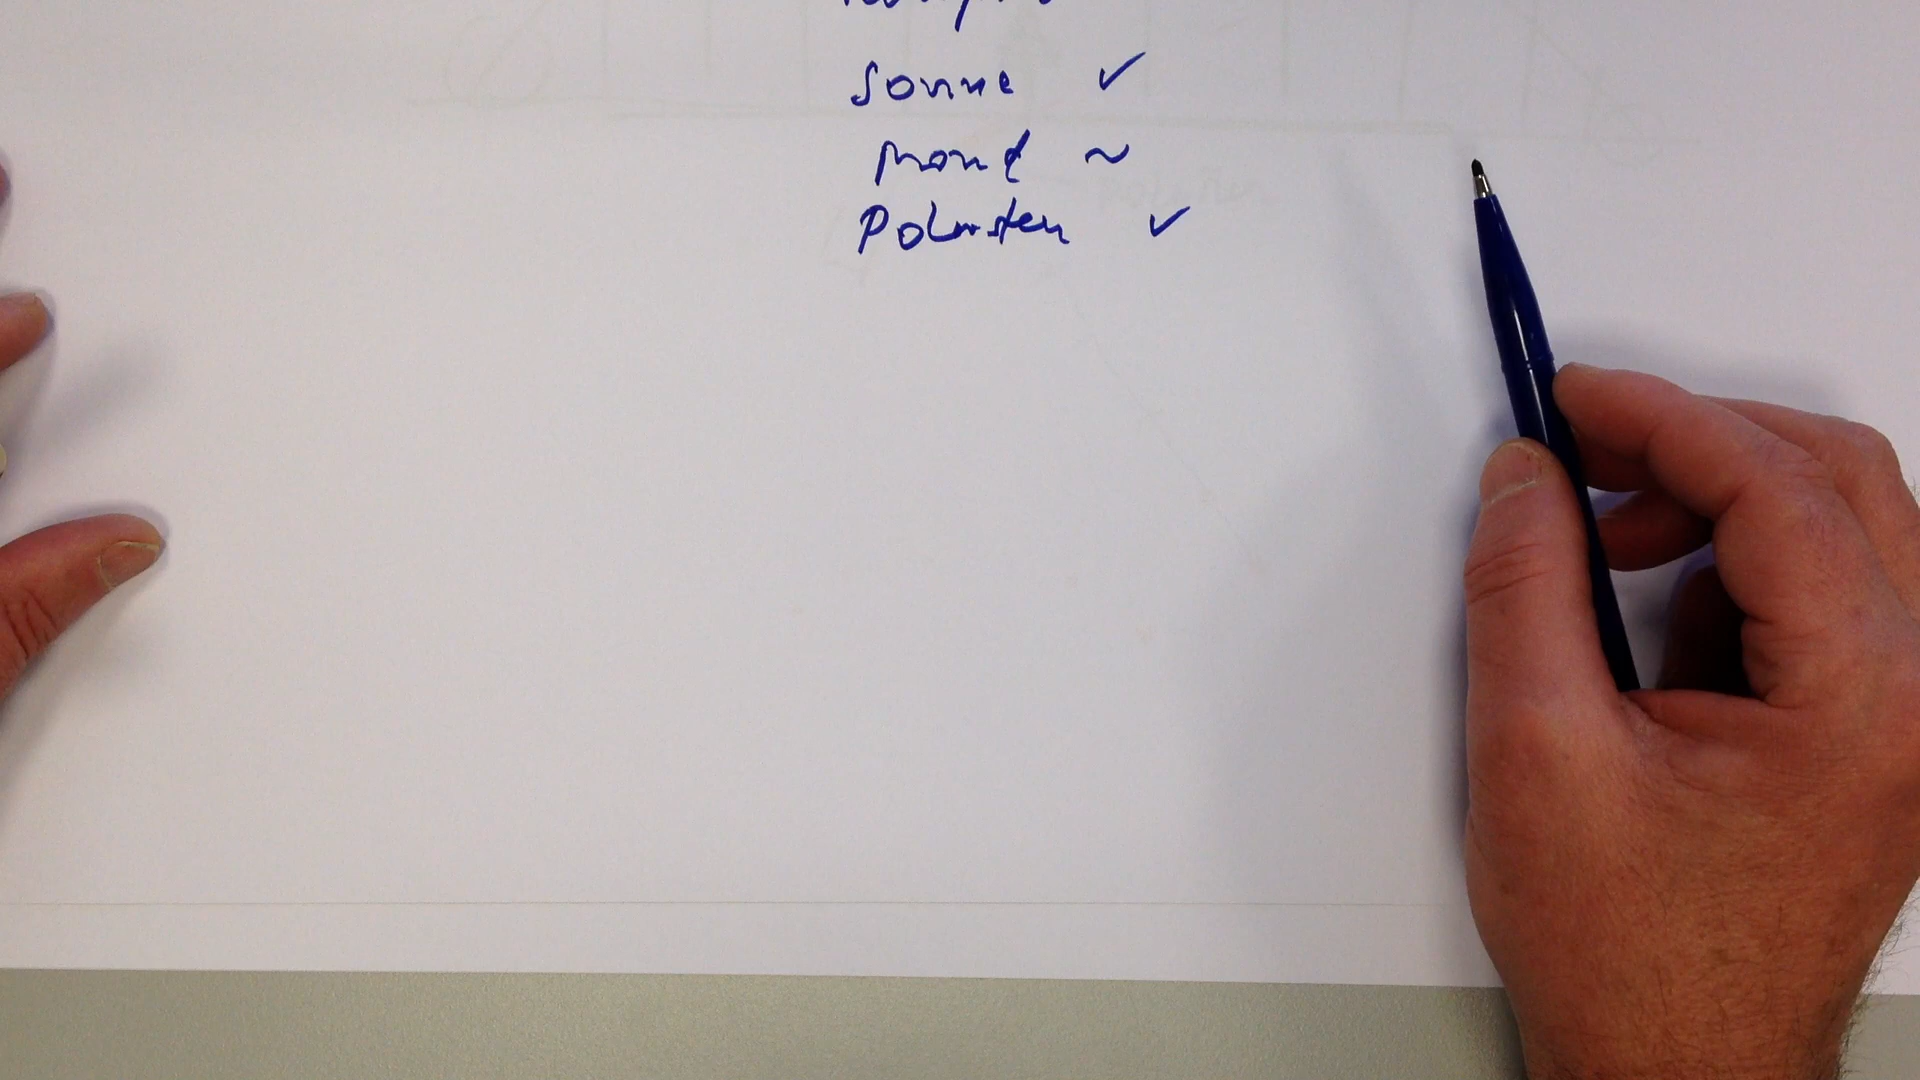 Sonne ✓
Mond ~
Polarstern ✓